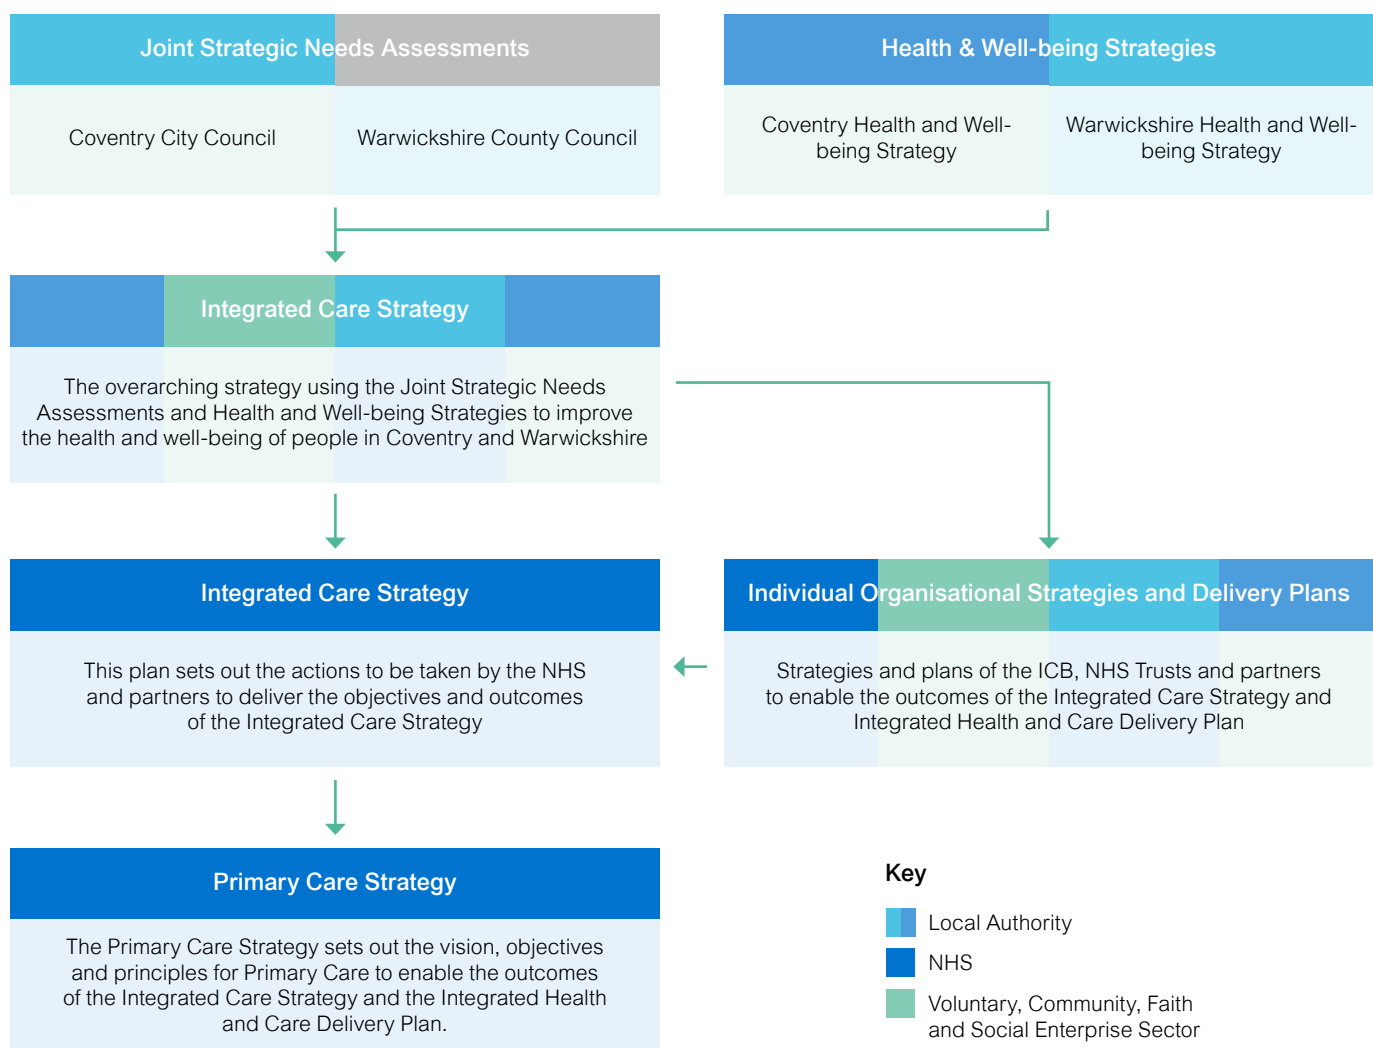 Joint Strategic Needs Assessments
Coventry City Council
Warwickshire County Council
Health & Well-being Strategies
Coventry Health and Well-
being Strategy
Warwickshire Health and Well-
being Strategy
Integrated Care Strategy
The overarching strategy using the Joint Strategic Needs
Assessments and Health and Well-being Strategies to improve
the health and well-being of people in Coventry and Warwickshire
Integrated Care Strategy
This plan sets out the actions to be taken by the NHS
and partners to deliver the objectives and outcomes
of the Integrated Care Strategy
Individual Organisational Strategies and Delivery Plans
Strategies and plans of the ICB, NHS Trusts and partners
to enable the outcomes of the Integrated Care Strategy and
Integrated Health and Care Delivery Plan
Primary Care Strategy
The Primary Care Strategy sets out the vision, objectives
and principles for Primary Care to enable the outcomes
of the Integrated Care Strategy and the Integrated Health
and Care Delivery Plan.
Key
Local Authority
NHS
Voluntary, Community, Faith
and Social Enterprise Sector